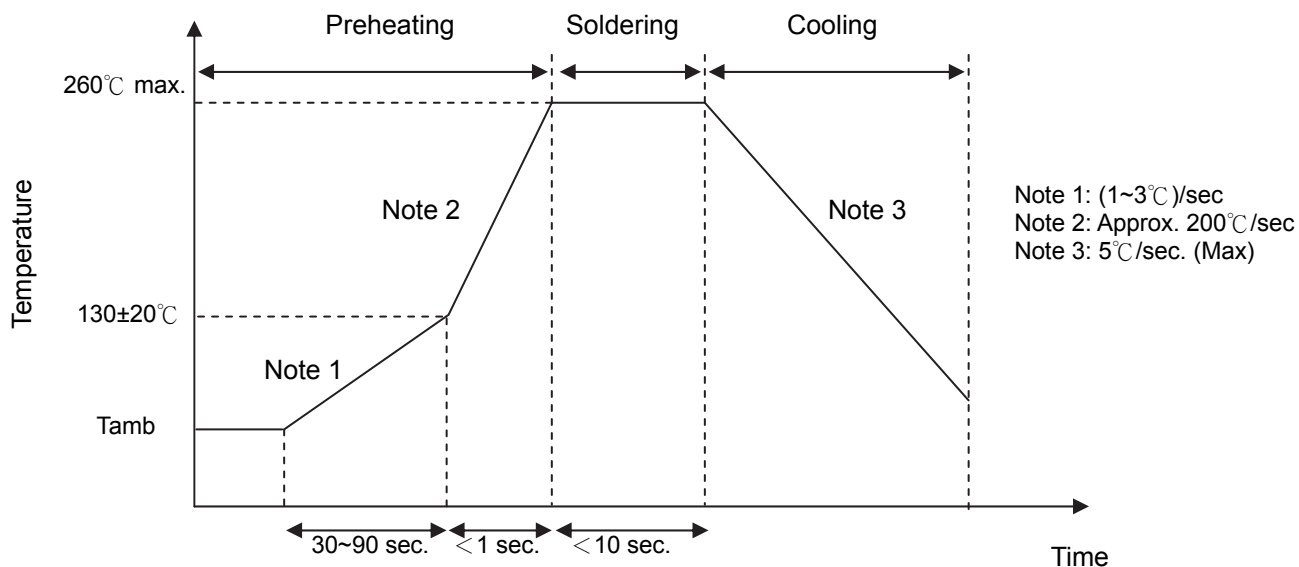 Preheating Soldering Cooling
260℃ max.
Temperature
Note 2
Note 3
Note 1: (1~3℃)/sec
Note 2: Approx. 200℃/sec
Note 3: 5℃/sec. (Max)
130±20℃
Note 1
Tamb
30~90 sec. ＜1 sec. ＜10 sec.
Time